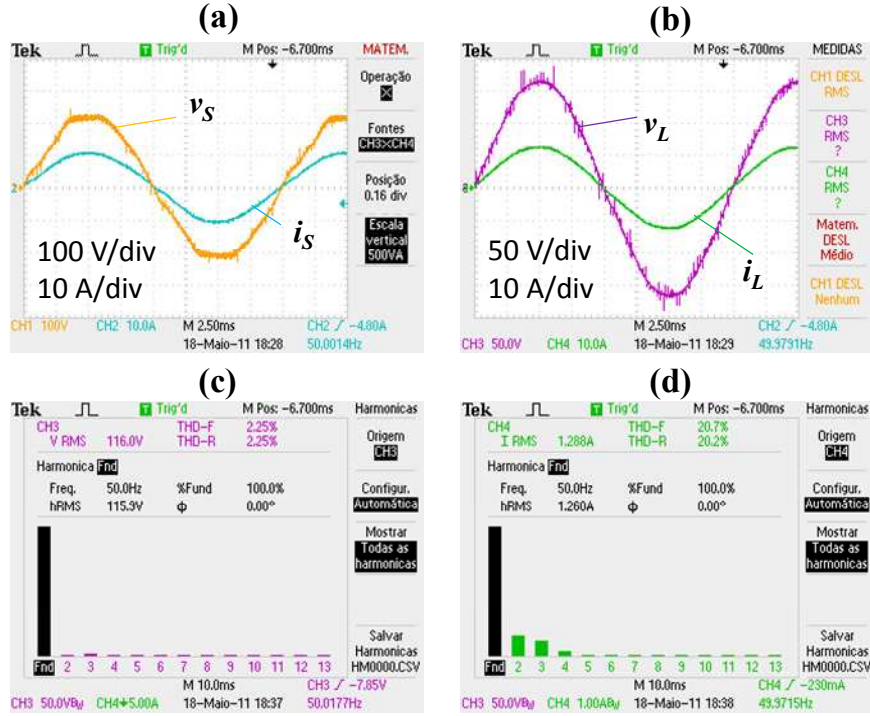 (a)
Tek Trig'd M Pos: -6.700ms MATEM.
Operação
×
Fontes
CH3×CH4
Posição
0.16 div
Escala
vertical
500VA
vS
iS
2
100 V/div
10 A/div
CH1 100V CH2 10.0A M 2.50ms CH2 -4.80A
18-Maio-11 18:28 50.0014Hz
(b)
Tek Trig'd M Pos: -6.700ms MEDIDAS
CH1 DESL
RMS
CH3
RMS
?
CH4
RMS
?
Matem.
DESL
Médio
CH1 DESL
Nenhum
vL
iL
50 V/div
10 A/div
CH3 50.0V CH4 10.0A M 2.50ms CH2 -4.80A
18-Maio-11 18:29 49.9791Hz
(c)
Tek Trig'd M Pos: -6.700ms Harmonicas
CH3 THD-F 2.25%
V RMS 116.0V THD-R 2.25%
Harmonica Fnd
Freq. 50.0Hz %Fund 100.0%
hRMS 115.9V ϕ 0.00°
Origem
CH3
Configur.
Automática
Mostrar
Todas as
harmonicas
Salvar
Harmonicas
HM0000.CSV
Fnd 2 3 4 5 6 7 8 9 10 11 12 13
M 10.0ms CH3 -7.85V
CH3 50.0VBW CH4 5.00A 18-Maio-11 18:37 50.0177Hz
(d)
Tek Trig'd M Pos: -6.700ms Harmonicas
CH4 THD-F 20.7%
I RMS 1.288A THD-R 20.2%
Harmonica Fnd
Freq. 50.0Hz %Fund 100.0%
hRMS 1.260A ϕ 0.00°
Origem
CH4
Configur.
Automática
Mostrar
Todas as
harmonicas
Salvar
Harmonicas
HM0000.CSV
Fnd 2 3 4 5 6 7 8 9 10 11 12 13
M 10.0ms CH4 -230mA
CH3 50.0VBW CH4 1.00ABW 18-Maio-11 18:38 49.9715Hz